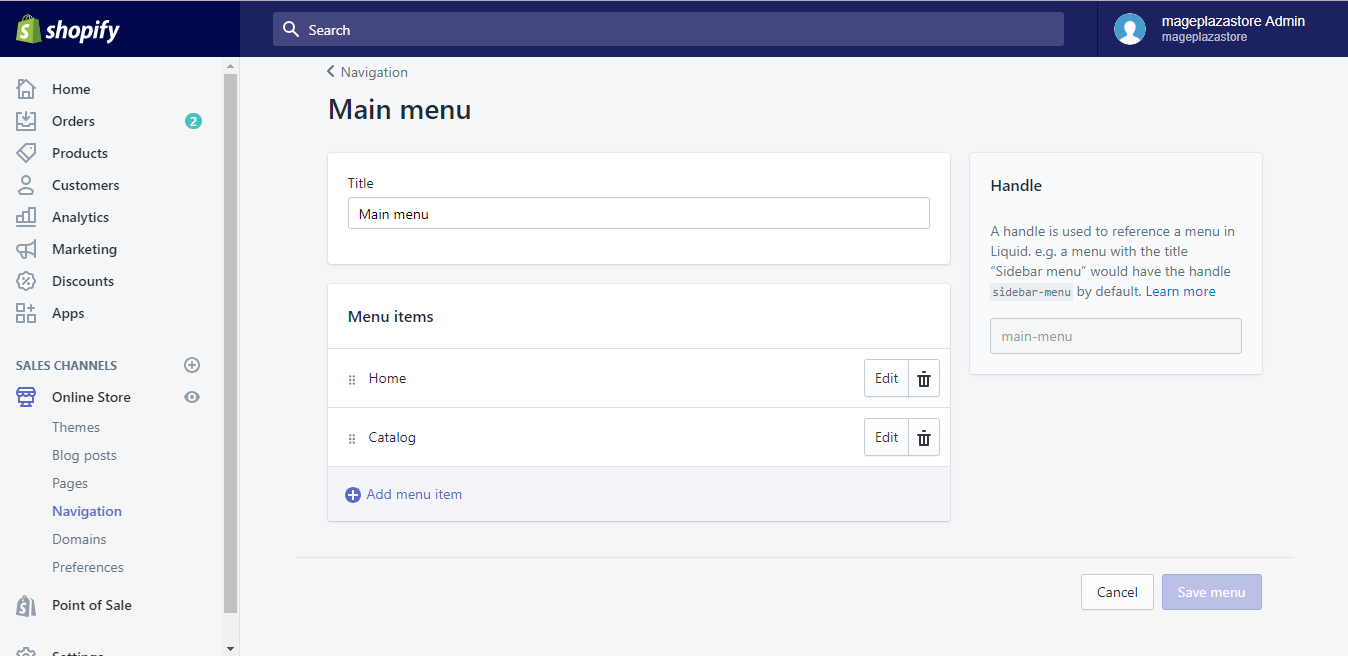 shopify
Search
mageplazastore Admin
mageplazastore
Home
Orders 2
Products
Customers
Analytics
Marketing
Discounts
Apps
SALES CHANNELS
Online Store
Themes
Blog posts
Pages
Navigation
Domains
Preferences
Point of Sale
Settings
Navigation
Main menu
Title
Main menu
Menu items
Home Edit
Catalog Edit
Add menu item
Handle
A handle is used to reference a menu in
Liquid. e.g. a menu with the title
“Sidebar menu” would have the handle
sidebar-menu by default. Learn more
main-menu
Cancel Save menu